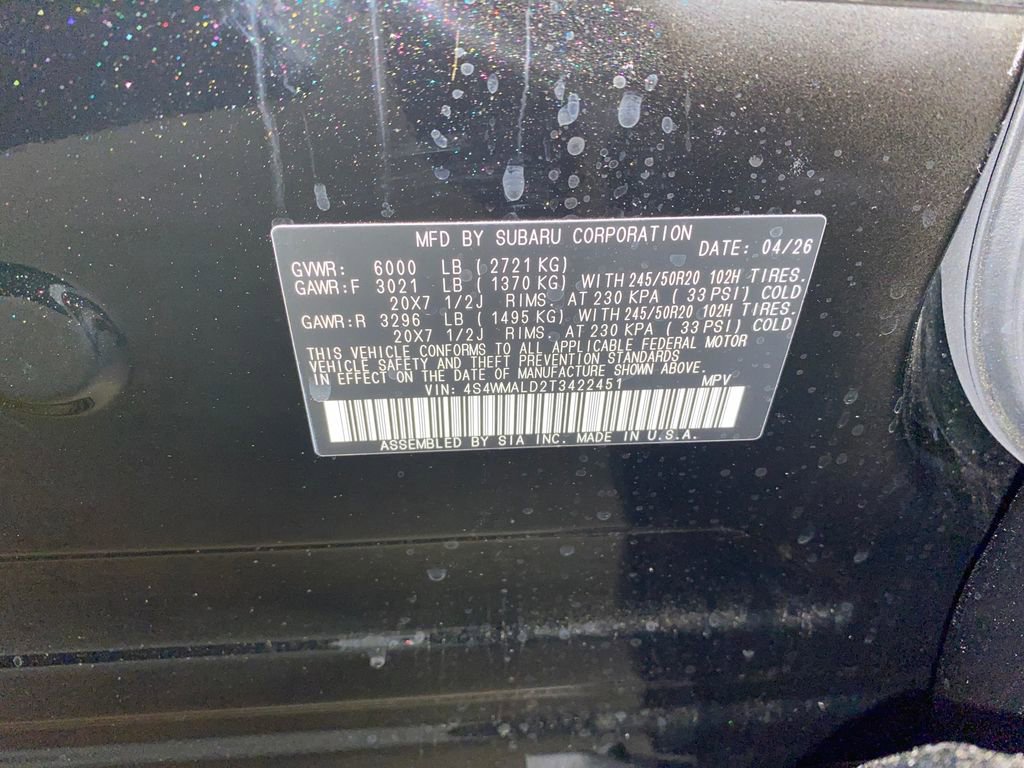 MFD BY SUBARU CORPORATION
DATE: 04/26
GVWR: 6000 LB (2721 KG)
GAWR:F 3021 LB (1370 KG) WITH 245/50R20 102H TIRES.
20X7 1/2J RIMS. AT 230 KPA (33 PSI) COLD
GAWR:R 3296 LB (1495 KG) WITH 245/50R20 102H TIRES.
20X7 1/2J RIMS. AT 230 KPA (33 PSI) COLD
THIS VEHICLE CONFORMS TO ALL APPLICABLE FEDERAL MOTOR
VEHICLE SAFETY AND THEFT PREVENTION STANDARDS
IN EFFECT ON THE DATE OF MANUFACTURE SHOWN ABOVE.
VIN: 4S4WMALD2T3422451 MPV
ASSEMBLED BY SIA INC. MADE IN U.S.A.